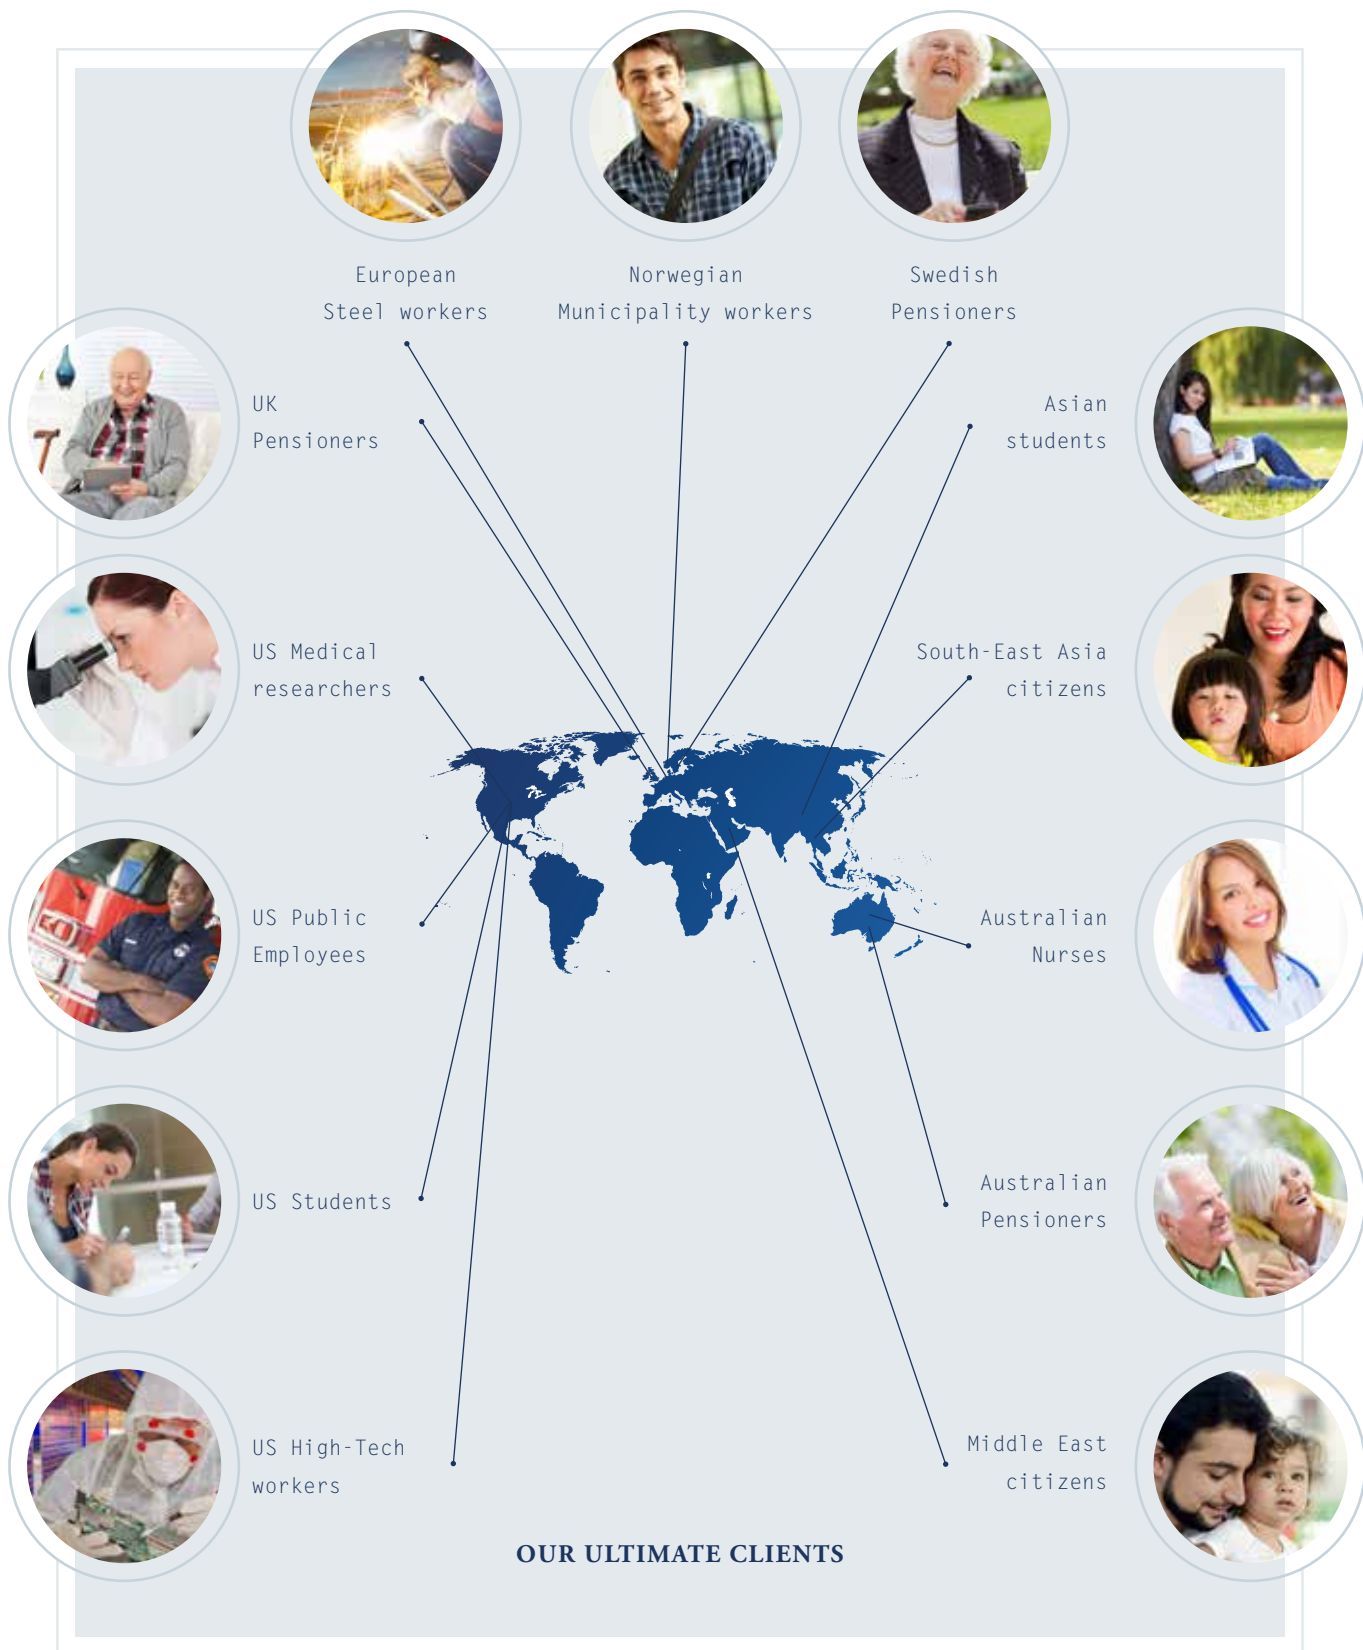 European
Steel workers
Norwegian
Municipality workers
Swedish
Pensioners
UK
Pensioners
Asian
students
US Medical
researchers
South-East Asia
citizens
US Public
Employees
Australian
Nurses
US Students
Australian
Pensioners
US High-Tech
workers
Middle East
citizens
OUR ULTIMATE CLIENTS